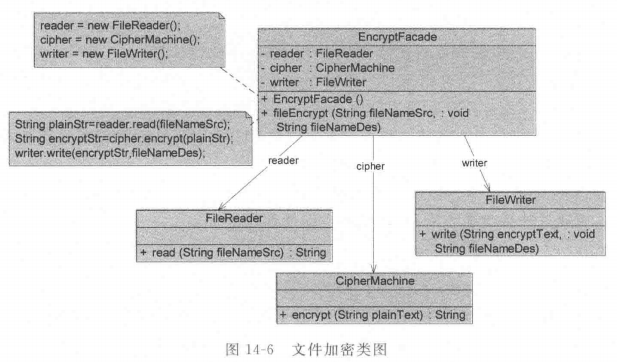 reader = new FileReader();
cipher = new CipherMachine();
writer = new FileWriter();
EncryptFacade
- reader : FileReader
- cipher : CipherMachine
- writer : FileWriter
+ EncryptFacade ()
+ fileEncrypt (String fileNameSrc, : void
String fileNameDes)
String plainStr=reader.read(fileNameSrc);
String encryptStr=cipher.encrypt(plainStr);
writer.write(encryptStr,fileNameDes);
reader
cipher
writer
FileReader
+ read (String fileNameSrc) : String
FileWriter
+ write (String encryptText, : void
String fileNameDes)
CipherMachine
+ encrypt (String plainText) : String
图 14-6 文件加密类图